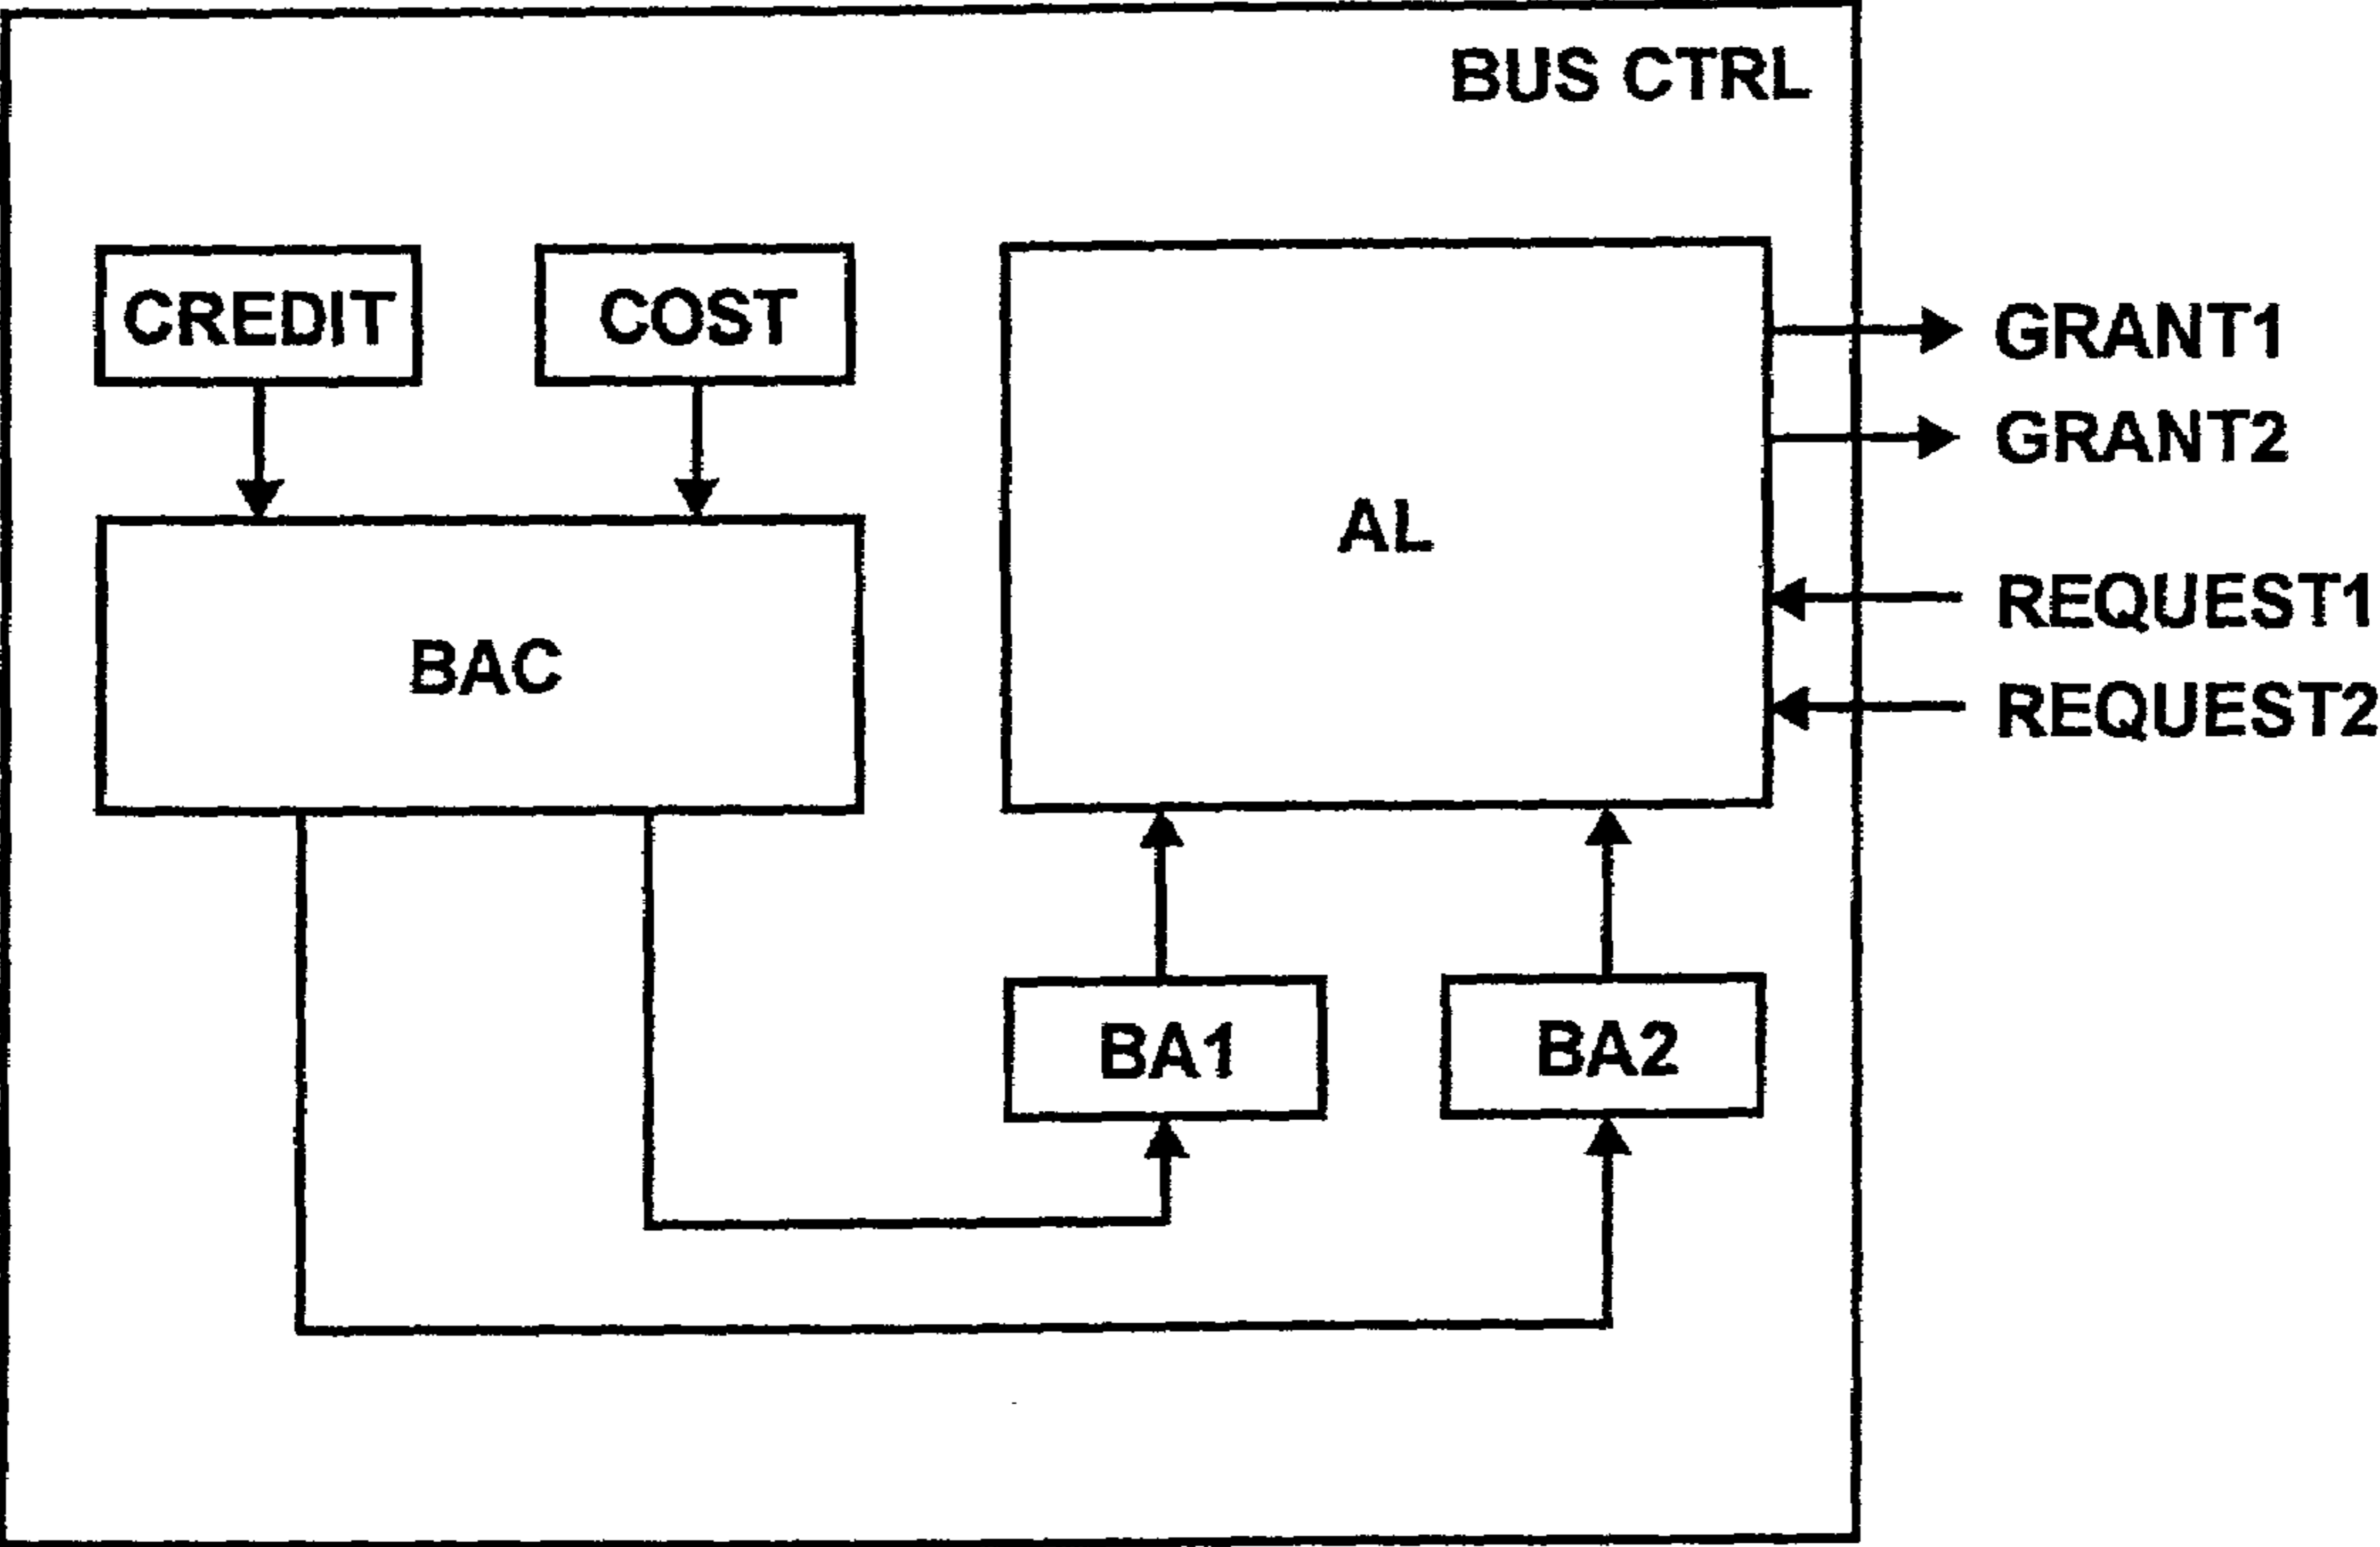 BUS CTRL
CREDIT
COST
GRANT1
GRANT2
AL
REQUEST1
BAC
REQUEST2
BA1
BA2